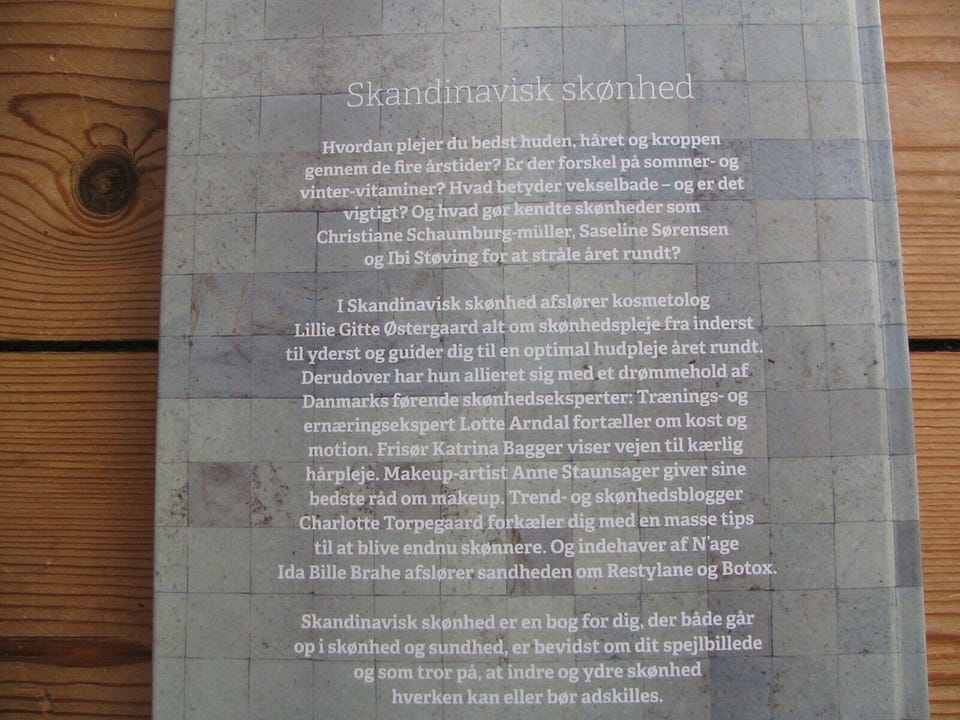 Skandinavisk skønhed
Hvordan plejer du bedst huden, håret og kroppen
gennem de fire årstider? Er der forskel på sommer- og
vinter-vitaminer? Hvad betyder vekselbade – og er det
vigtigt? Og hvad gør kendte skønheder som
Christiane Schaumburg-müller, Saseline Sørensen
og Ibi Støving for at stråle året rundt?
I Skandinavisk skønhed afslører kosmetolog
Lillie Gitte Østergaard alt om skønhedspleje fra inderst
til yderst og guider dig til en optimal hudpleje året rundt.
Derudover har hun allieret sig med et drømmehold af
Danmarks førende skønhedseksperter: Trænings- og
ernæringsekspert Lotte Arndal fortæller om kost og
motion. Frisør Katrina Bagger viser vejen til kærlig
hårpleje. Makeup-artist Anne Staunsager giver sine
bedste råd om makeup. Trend- og skønhedsblogger
Charlotte Torpegaard forkæler dig med en masse tips
til at blive endnu skønnere. Og indehaver af N'age
Ida Bille Brahe afslører sandheden om Restylane og Botox.
Skandinavisk skønhed er en bog for dig, der både går
op i skønhed og sundhed, er bevidst om dit spejlbillede
og som tror på, at indre og ydre skønhed
hverken kan eller bør adskilles.